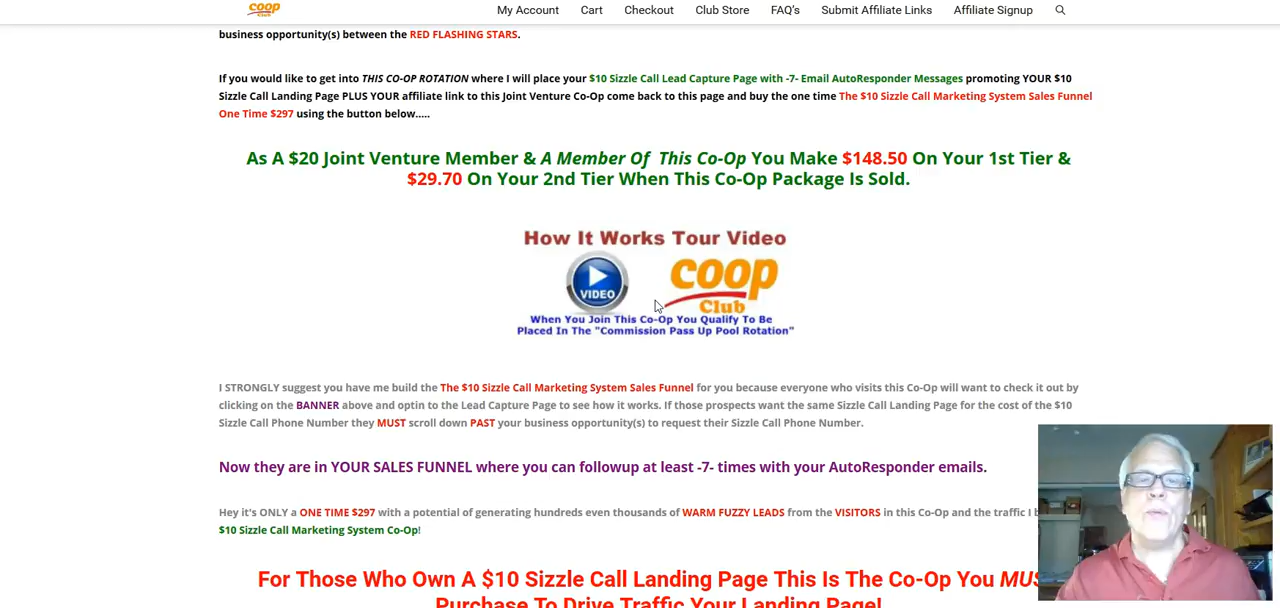 coop
Club
My Account Cart Checkout Club Store FAQ's Submit Affiliate Links Affiliate Signup
business opportunity(s) between the RED FLASHING STARS.
If you would like to get into THIS CO-OP ROTATION where I will place your $10 Sizzle Call Lead Capture Page with -7- Email AutoResponder Messages promoting YOUR $10
Sizzle Call Landing Page PLUS YOUR affiliate link to this Joint Venture Co-Op come back to this page and buy the one time The $10 Sizzle Call Marketing System Sales Funnel
One Time $297 using the button below.....
As A $20 Joint Venture Member & A Member Of This Co-Op You Make $148.50 On Your 1st Tier &
$29.70 On Your 2nd Tier When This Co-Op Package Is Sold.
How It Works Tour Video
VIDEO
coop
Club
When You Join This Co-Op You Qualify To Be
Placed In The "Commission Pass Up Pool Rotation"
I STRONGLY suggest you have me build the The $10 Sizzle Call Marketing System Sales Funnel for you because everyone who visits this Co-Op will want to check it out by
clicking on the BANNER above and optin to the Lead Capture Page to see how it works. If those prospects want the same Sizzle Call Landing Page for the cost of the $10
Sizzle Call Phone Number they MUST scroll down PAST your business opportunity(s) to request their Sizzle Call Phone Number.
Now they are in YOUR SALES FUNNEL where you can followup at least -7- times with your AutoResponder emails.
Hey it's ONLY a ONE TIME $297 with a potential of generating hundreds even thousands of WARM FUZZY LEADS from the VISITORS in this Co-Op and the traffic I
$10 Sizzle Call Marketing System Co-Op!
For Those Who Own A $10 Sizzle Call Landing Page This Is The Co-Op You
Purchase To Drive Traffic Your Landing Page!